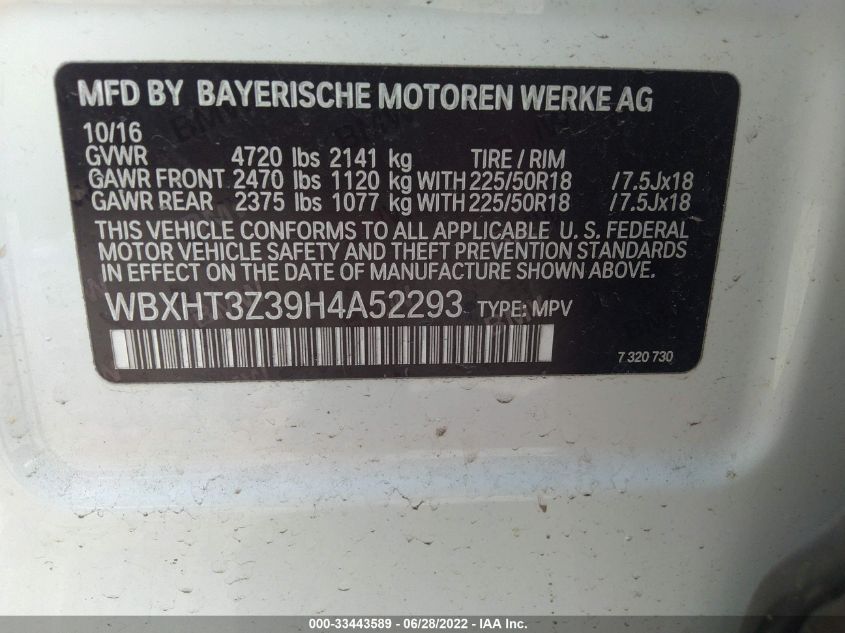 MFD BY BAYERISCHE MOTOREN WERKE AG
10/16
GVWR 4720 lbs 2141 kg TIRE / RIM
GAWR FRONT 2470 lbs 1120 kg WITH 225/50R18 /7.5Jx18
GAWR REAR 2375 lbs 1077 kg WITH 225/50R18 /7.5Jx18
THIS VEHICLE CONFORMS TO ALL APPLICABLE U. S. FEDERAL
MOTOR VEHICLE SAFETY AND THEFT PREVENTION STANDARDS
IN EFFECT ON THE DATE OF MANUFACTURE SHOWN ABOVE.
WBXHT3Z39H4A52293 TYPE: MPV
7 320 730
000-33443589 / 06/28/2022 - IAA Inc.